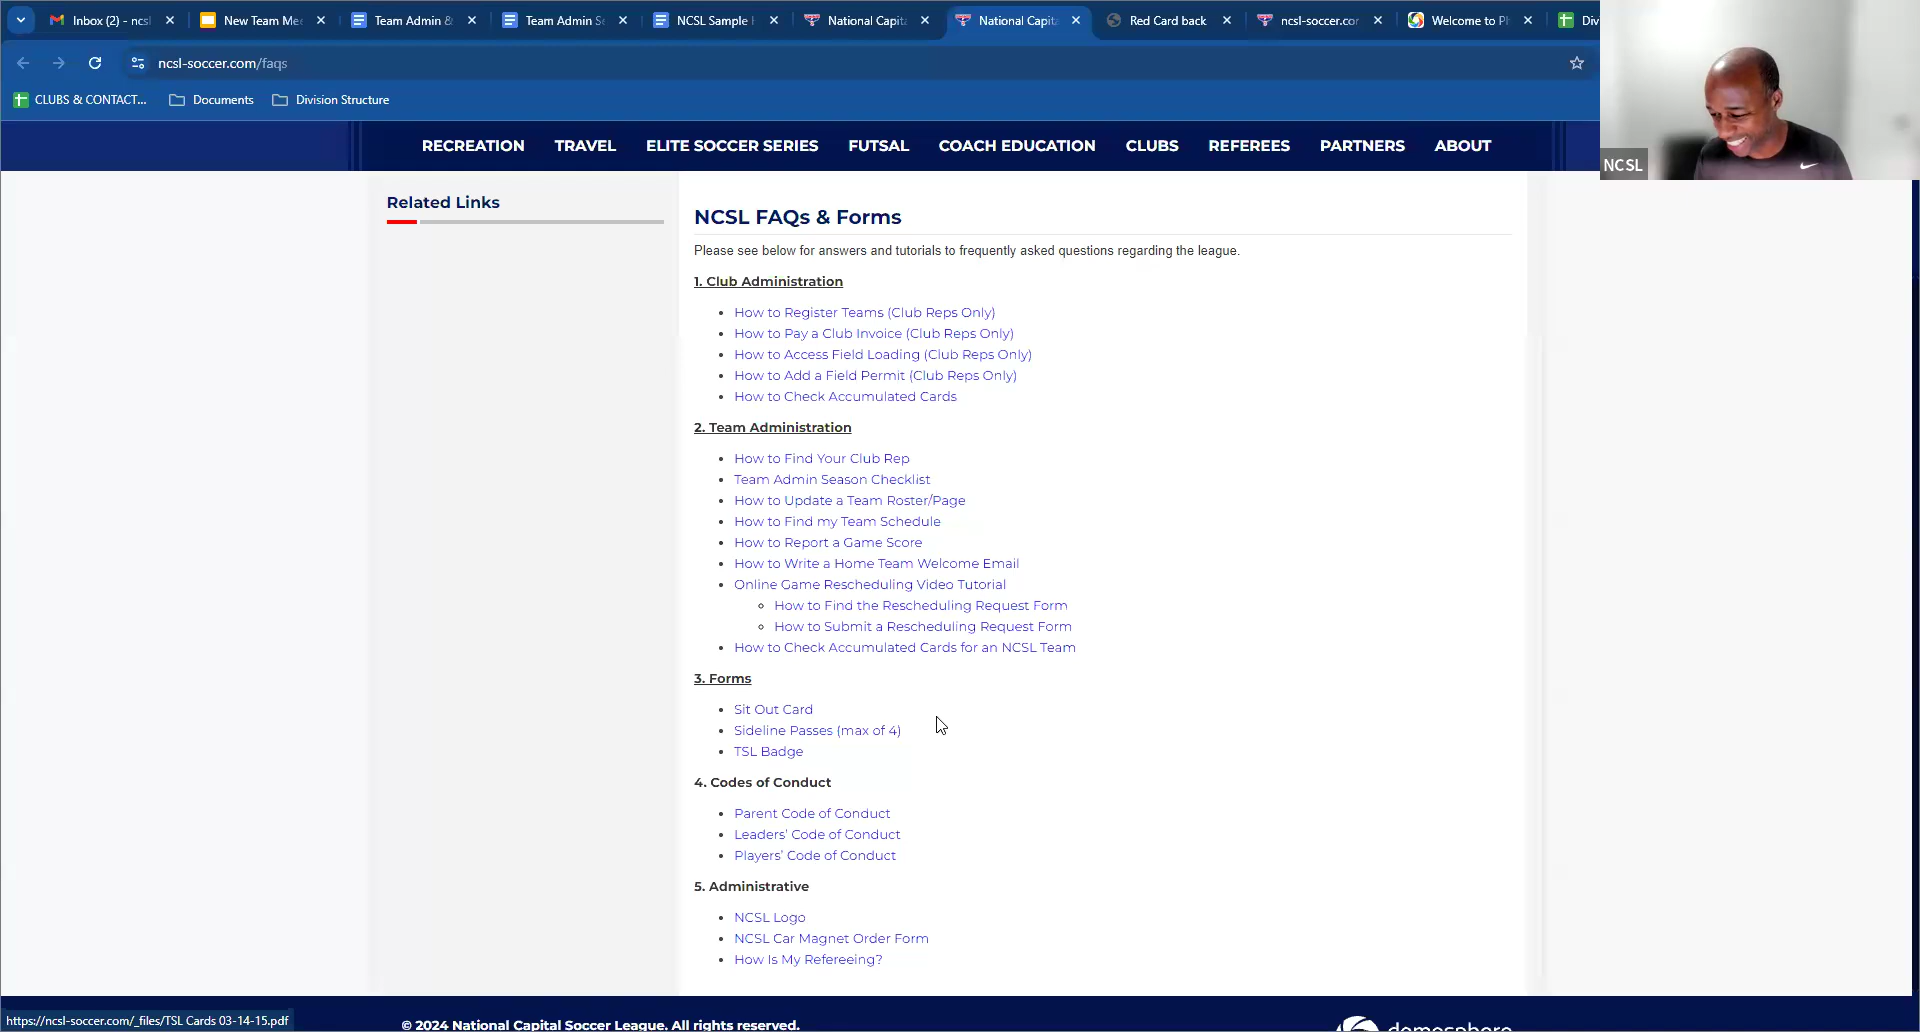 Inbox (2) - ncsl
New Team Me
Team Admin &
Team Admin S
NCSL Sample
National Capita
National Capita
Red Card back
ncsl-soccer.cor
Welcome to P
Div
ncsl-soccer.com/faqs
CLUBS & CONTACT...
Documents
Division Structure
RECREATION
TRAVEL
ELITE SOCCER SERIES
FUTSAL
COACH EDUCATION
CLUBS
REFEREES
PARTNERS
ABOUT
NCSL
Related Links
NCSL FAQs & Forms
Please see below for answers and tutorials to frequently asked questions regarding the league.
1. Club Administration
How to Register Teams (Club Reps Only)
How to Pay a Club Invoice (Club Reps Only)
How to Access Field Loading (Club Reps Only)
How to Add a Field Permit (Club Reps Only)
How to Check Accumulated Cards
2. Team Administration
How to Find Your Club Rep
Team Admin Season Checklist
How to Update a Team Roster/Page
How to Find my Team Schedule
How to Report a Game Score
How to Write a Home Team Welcome Email
Online Game Rescheduling Video Tutorial
How to Find the Rescheduling Request Form
How to Submit a Rescheduling Request Form
How to Check Accumulated Cards for an NCSL Team
3. Forms
Sit Out Card
Sideline Passes (max of 4)
TSL Badge
4. Codes of Conduct
Parent Code of Conduct
Leaders' Code of Conduct
Players' Code of Conduct
5. Administrative
NCSL Logo
NCSL Car Magnet Order Form
How Is My Refereeing?
https://ncsl-soccer.com/_files/TSL Cards 03-14-15.pdf
© 2024 National Capital Soccer League. All rights reserved.
demosphere